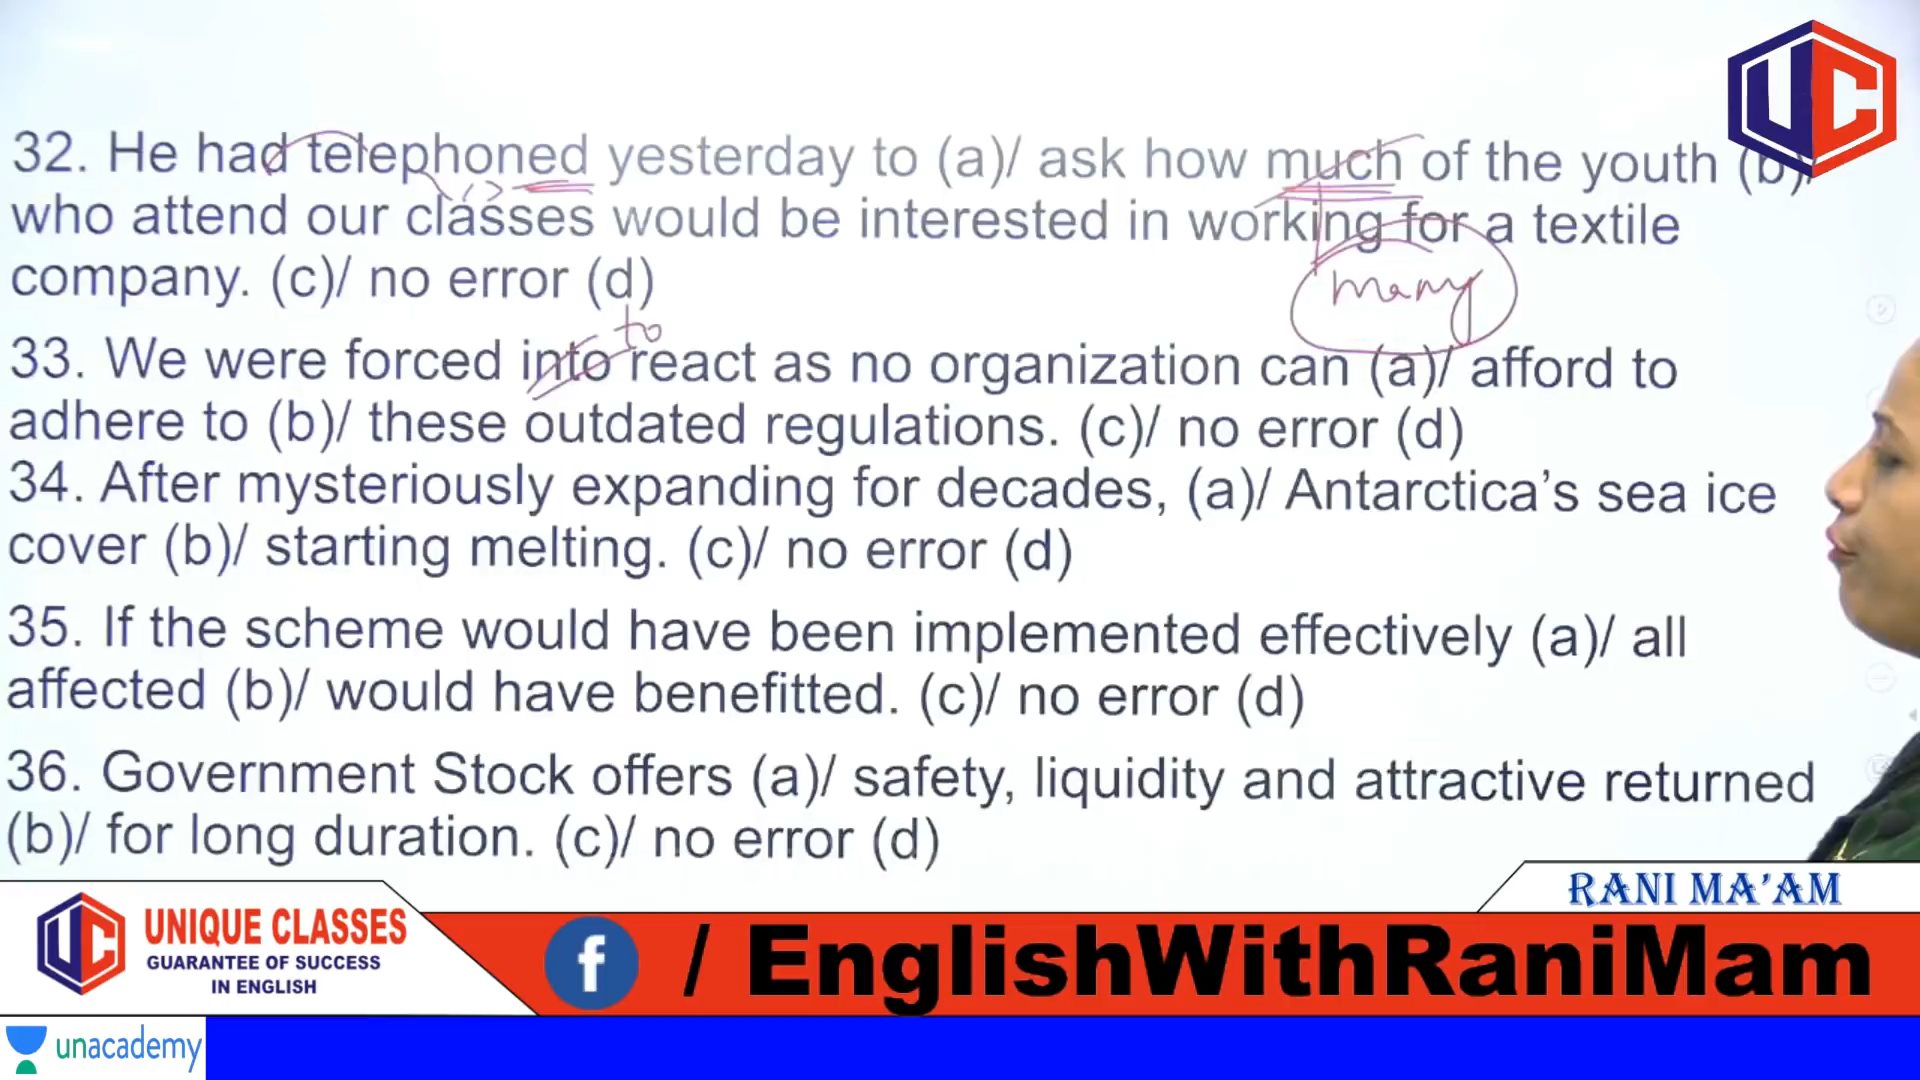 UC
32. He had telephoned yesterday to (a)/ ask how much of the youth (b)/
who attend our classes would be interested in working for a textile
company. (c)/ no error (d)
many
to
33. We were forced into react as no organization can (a)/ afford to
adhere to (b)/ these outdated regulations. (c)/ no error (d)
34. After mysteriously expanding for decades, (a)/ Antarctica’s sea ice
cover (b)/ starting melting. (c)/ no error (d)
35. If the scheme would have been implemented effectively (a)/ all
affected (b)/ would have benefitted. (c)/ no error (d)
36. Government Stock offers (a)/ safety, liquidity and attractive returned
(b)/ for long duration. (c)/ no error (d)
RANI MA’AM
UC UNIQUE CLASSES
GUARANTEE OF SUCCESS
IN ENGLISH
f / EnglishWithRaniMam
unacademy